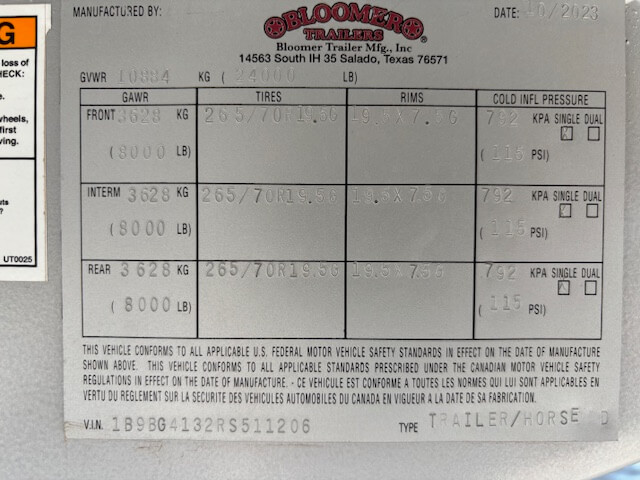 MANUFACTURED BY:
BLOOMER
TRAILERS
DATE: 10/2023
Bloomer Trailer Mfg., Inc
14563 South IH 35 Salado, Texas 76571
GVWR 10884 KG ( 24000 LB)
GAWR TIRES RIMS COLD INFL PRESSURE
FRONT 3628 KG 265/70R19.5G 19.5X7.5G 792 KPA SINGLE DUAL
X
(8000 LB) ( 115 PSI)
INTERM 3628 KG 265/70R19.5G 19.5X7.5G 792 KPA SINGLE DUAL
X
(8000 LB) ( 115 PSI)
REAR 3628 KG 265/70R19.5G 19.5X7.5G 792 KPA SINGLE DUAL
X
( 8000 LB) ( 115 PSI)
THIS VEHICLE CONFORMS TO ALL APPLICABLE U.S. FEDERAL MOTOR VEHICLE SAFETY STANDARDS IN EFFECT ON THE DATE OF MANUFACTURE
SHOWN ABOVE. THIS VEHICLE CONFORMS TO ALL APPLICABLE STANDARDS PRESCRIBED UNDER THE CANADIAN MOTOR VEHICLE SAFETY
REGULATIONS IN EFFECT ON THE DATE OF MANUFACTURE. - CE VEHICULE EST CONFORME A TOUTES LES NORMES QUI LUI SONT APPLICABLES EN
VERTU DU REGLEMENT SUR LA SECURITE DES VEHICULES AUTOMOBILES DU CANADA EN VIGUEUR A LA DATE DE SA FABRICATION.
V.I.N. 1B9BG4132RS511206 TYPE TRAILER/HORSE
G
loss of
HECK:
e.
wheels,
first
ving.
uts
?
UT0025